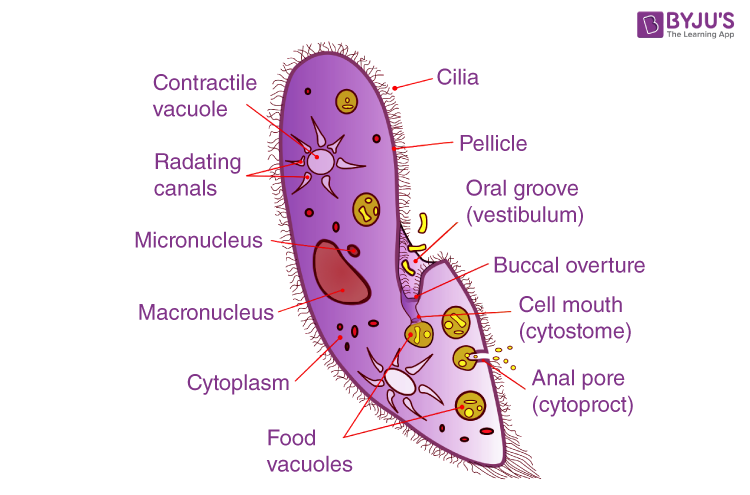 BYJU'S
The Learning App
Contractile
vacuole
Cilia
Pellicle
Radating
canals
Oral groove
(vestibulum)
Micronucleus
Buccal overture
Macronucleus
Cell mouth
(cytostome)
Cytoplasm
Anal pore
(cytoproct)
Food
vacuoles